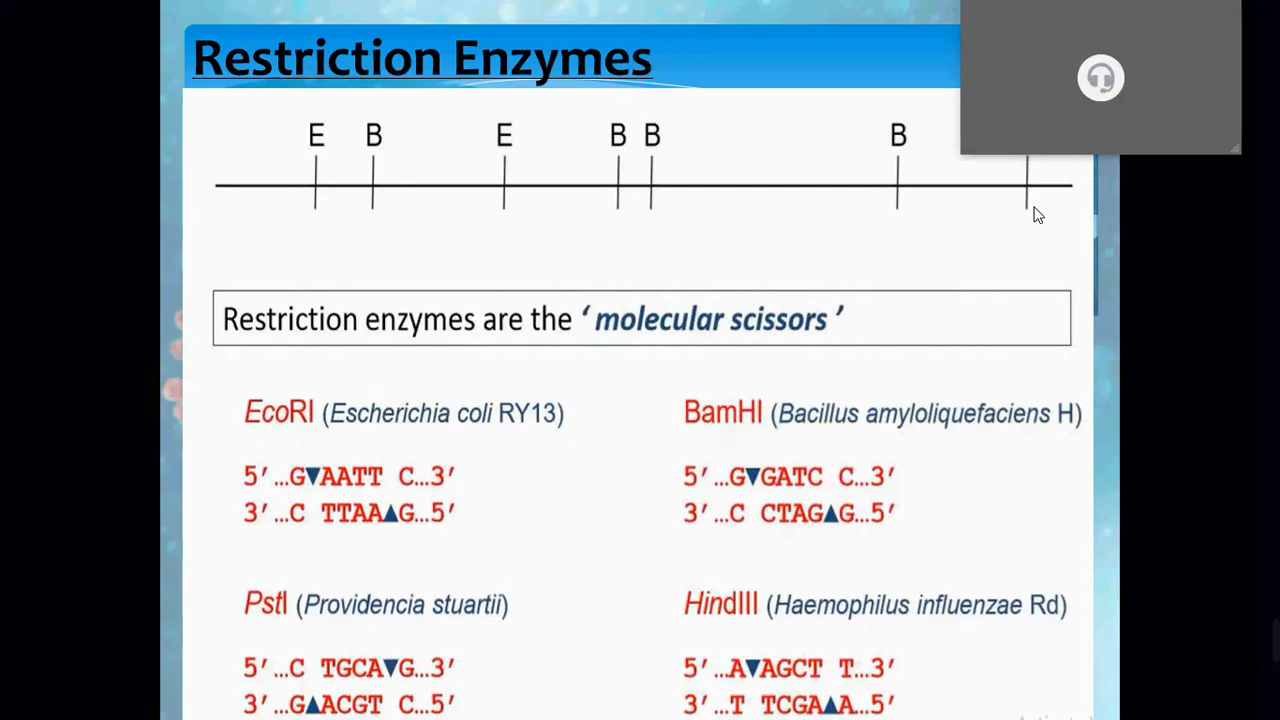 Restriction Enzymes
E B E B B B
Restriction enzymes are the ‘ molecular scissors ’
EcoRI (Escherichia coli RY13)
BamHI (Bacillus amyloliquefaciens H)
5′ …G▼AATT C…3′
3′ …C TTAA▲G…5′
5′ …G▼GATC C…3′
3′ …C CTAG▲G…5′
PstI (Providencia stuartii)
HindIII (Haemophilus influenzae Rd)
5′ …C TGCA▼G…3′
3′ …G▲ACGT C…5′
5′ …A▼AGCT T…3′
3′ …T TCGA▲A…5′